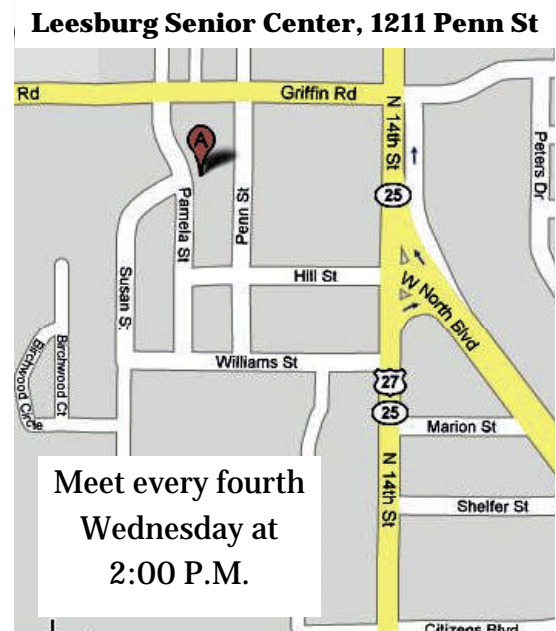 Leesburg Senior Center, 1211 Penn St
Rd
Griffin Rd
N 14th St
Peters Dr
A
25
Pamela St
Penn St
Hill St
W North Blvd
Susan S
Birchwood Ct
Birchwood Circle
Williams St
27
25
Marion St
N 14th St
Shelfer St
Meet every fourth
Wednesday at
2:00 P.M.
Citizens Blvd